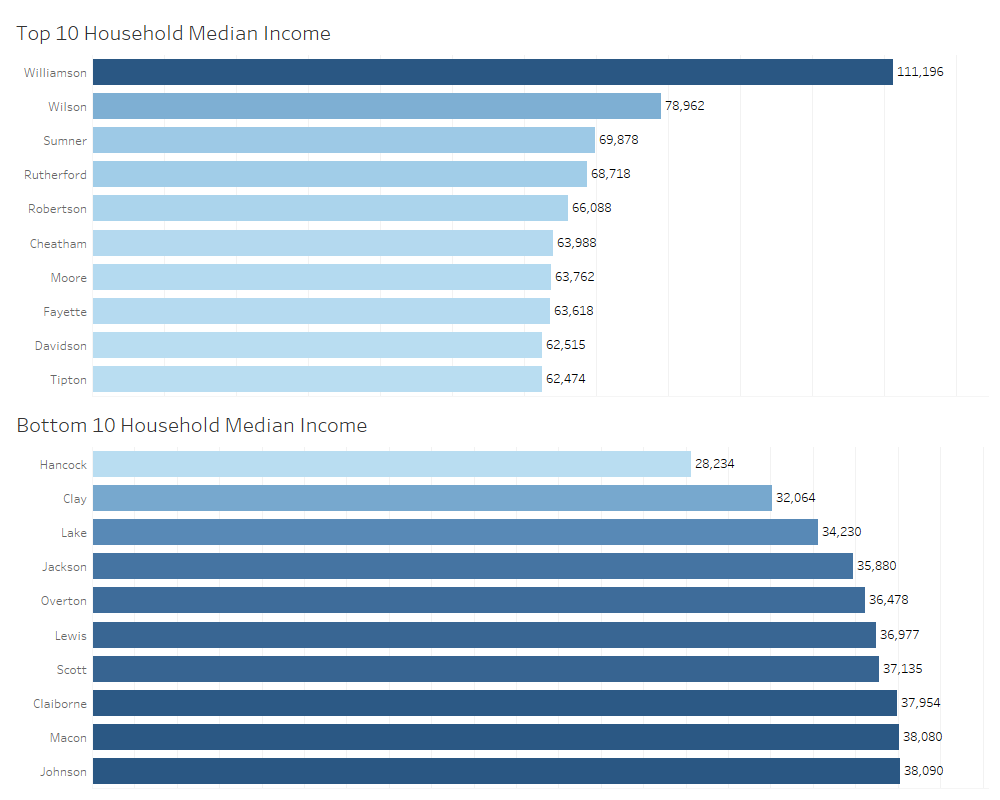 Top 10 Household Median Income
Williamson 111,196
Wilson 78,962
Sumner 69,878
Rutherford 68,718
Robertson 66,088
Cheatham 63,988
Moore 63,762
Fayette 63,618
Davidson 62,515
Tipton 62,474
Bottom 10 Household Median Income
Hancock 28,234
Clay 32,064
Lake 34,230
Jackson 35,880
Overton 36,478
Lewis 36,977
Scott 37,135
Claiborne 37,954
Macon 38,080
Johnson 38,090